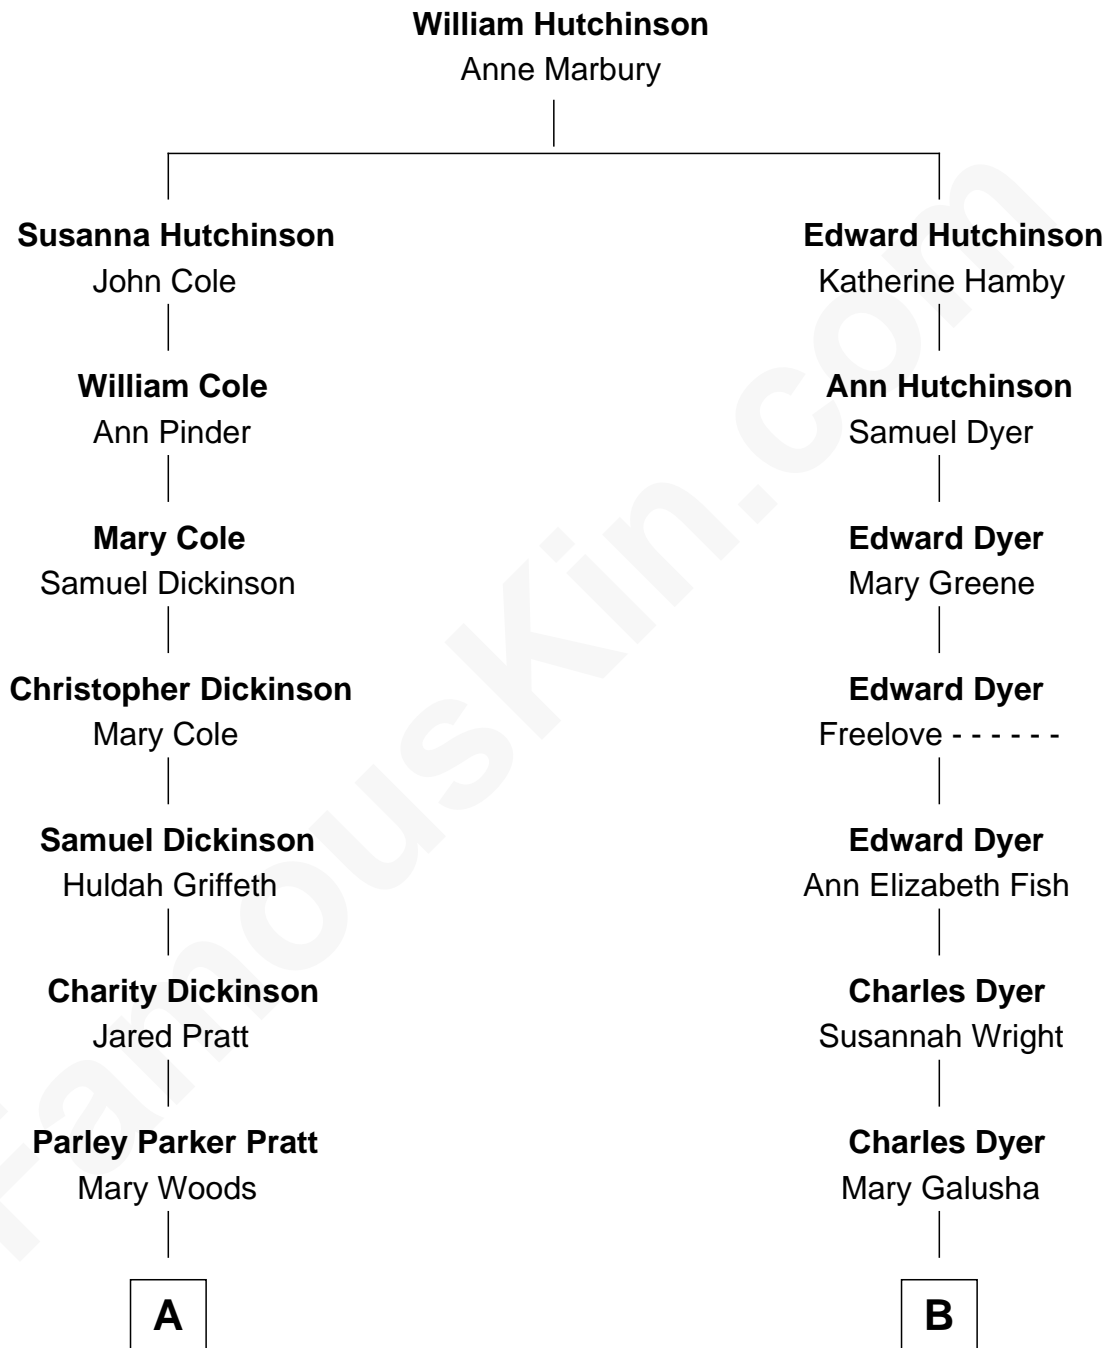 William Hutchinson
Anne Marbury
Susanna Hutchinson
John Cole
William Cole
Ann Pinder
Mary Cole
Samuel Dickinson
Christopher Dickinson
Mary Cole
Samuel Dickinson
Huldah Griffeth
Charity Dickinson
Jared Pratt
Parley Parker Pratt
Mary Woods
A
Edward Hutchinson
Katherine Hamby
Ann Hutchinson
Samuel Dyer
Edward Dyer
Mary Greene
Edward Dyer
Freelove - - - - - -
Edward Dyer
Ann Elizabeth Fish
Charles Dyer
Susannah Wright
Charles Dyer
Mary Galusha
B
FamousKin.com